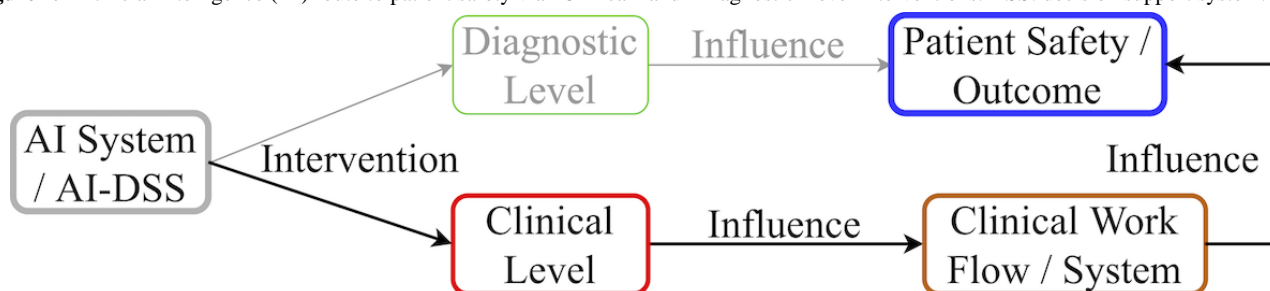 Diagnostic
Level
Influence
Patient Safety /
Outcome
AI System
/ AI-DSS
Intervention
Influence
Clinical
Level
Influence
Clinical Work
Flow / System